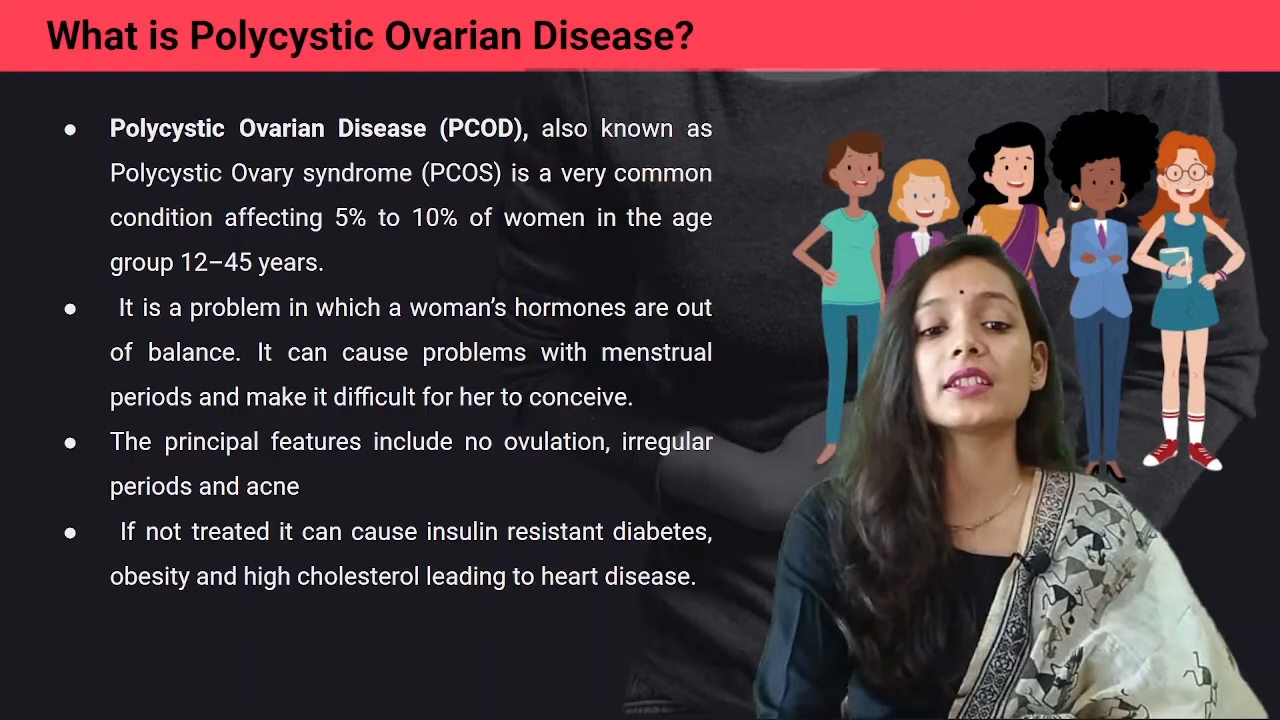 What is Polycystic Ovarian Disease?
● Polycystic Ovarian Disease (PCOD), also known as
Polycystic Ovary syndrome (PCOS) is a very common
condition affecting 5% to 10% of women in the age
group 12–45 years.
● It is a problem in which a woman’s hormones are out
of balance. It can cause problems with menstrual
periods and make it difficult for her to conceive.
● The principal features include no ovulation, irregular
periods and acne
● If not treated it can cause insulin resistant diabetes,
obesity and high cholesterol leading to heart disease.